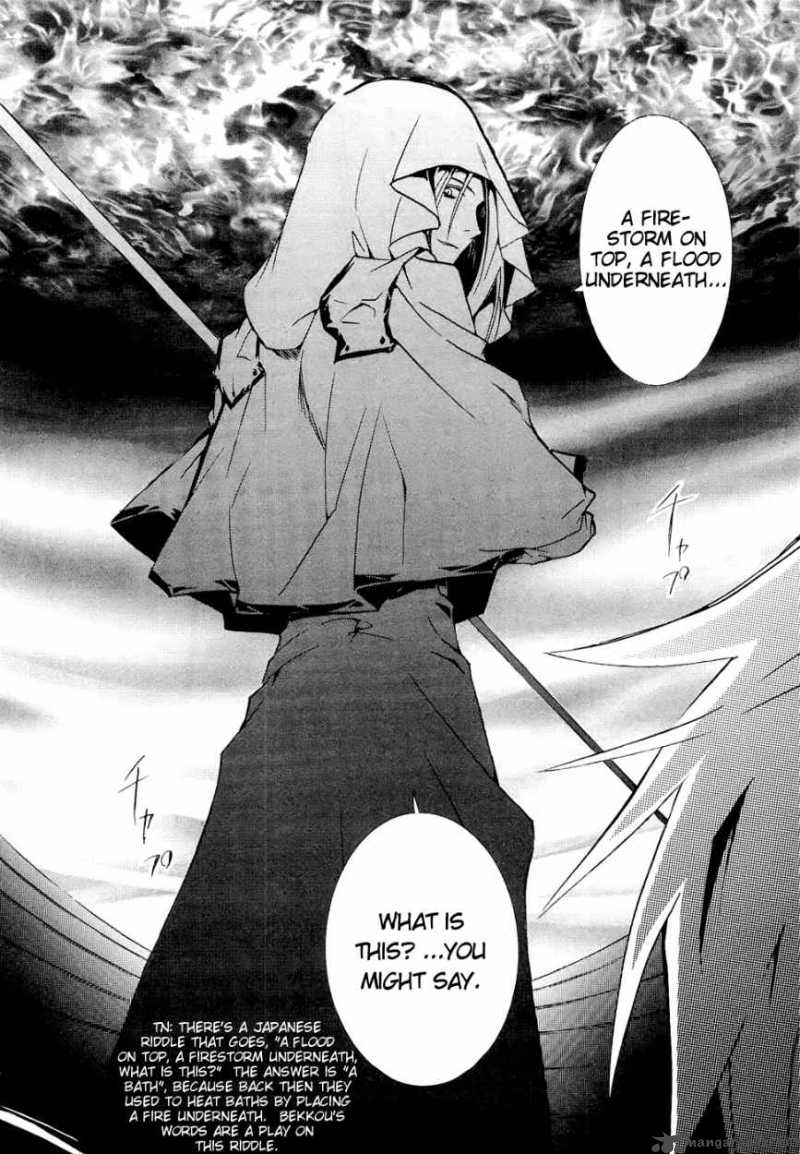 A FIRE-
STORM ON
TOP, A FLOOD
UNDERNEATH...
チャプ
チャプ
WHAT IS
THIS? ...YOU
MIGHT SAY.
TN: THERE'S A JAPANESE
RIDDLE THAT GOES, "A FLOOD
ON TOP, A FIRESTORM UNDERNEATH,
WHAT IS THIS?" THE ANSWER IS "A
BATH", BECAUSE BACK THEN THEY
USED TO HEAT BATHS BY PLACING
A FIRE UNDERNEATH. BEKKOU'S
WORDS ARE A PLAY ON
THIS RIDDLE.